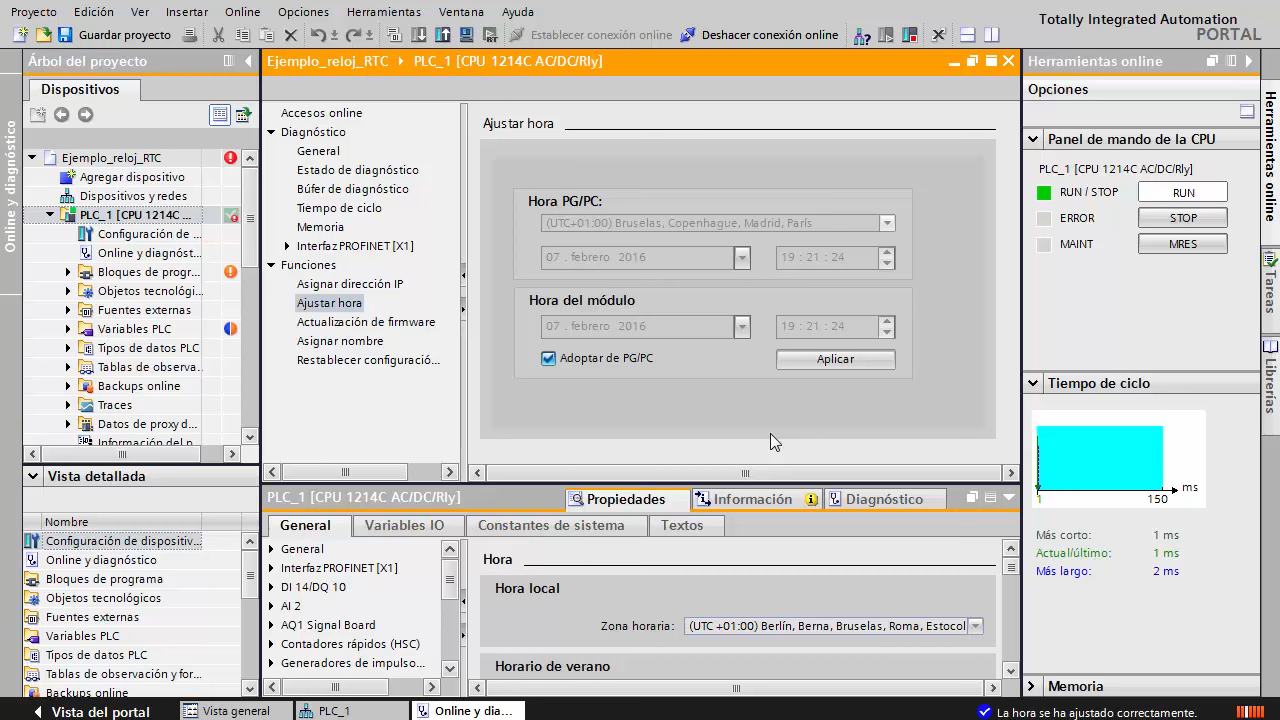 Proyecto Edición Ver Insertar Online Opciones Herramientas Ventana Ayuda
Totally Integrated Automation
PORTAL
Guardar proyecto Establecer conexión online Deshacer conexión online
Árbol del proyecto
Dispositivos
Ejemplo_reloj_RTC
Agregar dispositivo
Dispositivos y redes
PLC_1 [CPU 1214C ...
Configuración de ...
Online y diagnóst...
Bloques de progr...
Objetos tecnológi...
Fuentes externas
Variables PLC
Tipos de datos PLC
Tablas de observa...
Backups online
Traces
Datos de proxy d...
Información del p
Online y diagnóstico
Vista detallada
Nombre
Configuración de dispositiv...
Online y diagnóstico
Bloques de programa
Objetos tecnológicos
Fuentes externas
Variables PLC
Tipos de datos PLC
Tablas de observación y for...
Backups online
Ejemplo_reloj_RTC PLC_1 [CPU 1214C AC/DC/Rly]
Accesos online
Diagnóstico
General
Estado de diagnóstico
Búfer de diagnóstico
Tiempo de ciclo
Memoria
Interfaz PROFINET [X1]
Funciones
Asignar dirección IP
Ajustar hora
Actualización de firmware
Asignar nombre
Restablecer configuració...
Ajustar hora
Hora PG/PC:
(UTC+01:00) Bruselas, Copenhague, Madrid, París
07 . febrero 2016 19 : 21 : 24
Hora del módulo
07 . febrero 2016 19 : 21 : 24
Adoptar de PG/PC Aplicar
PLC_1 [CPU 1214C AC/DC/Rly] Propiedades Información Diagnóstico
General Variables IO Constantes de sistema Textos
General
Interfaz PROFINET [X1]
DI 14/DQ 10
AI 2
AQ1 Signal Board
Contadores rápidos (HSC)
Generadores de impulso...
Hora
Hora local
Zona horaria: (UTC +01:00) Berlín, Berna, Bruselas, Roma, Estocol
Horario de verano
Herramientas online
Opciones
Panel de mando de la CPU
PLC_1 [CPU 1214C AC/DC/Rly]
RUN / STOP RUN
ERROR STOP
MAINT MRES
Tiempo de ciclo
ms
1 150
Más corto: 1 ms
Actual/último: 1 ms
Más largo: 2 ms
Memoria
Herramientas online
Tareas
Librerías
Vista del portal Vista general PLC_1 Online y dia... La hora se ha ajustado correctamente.